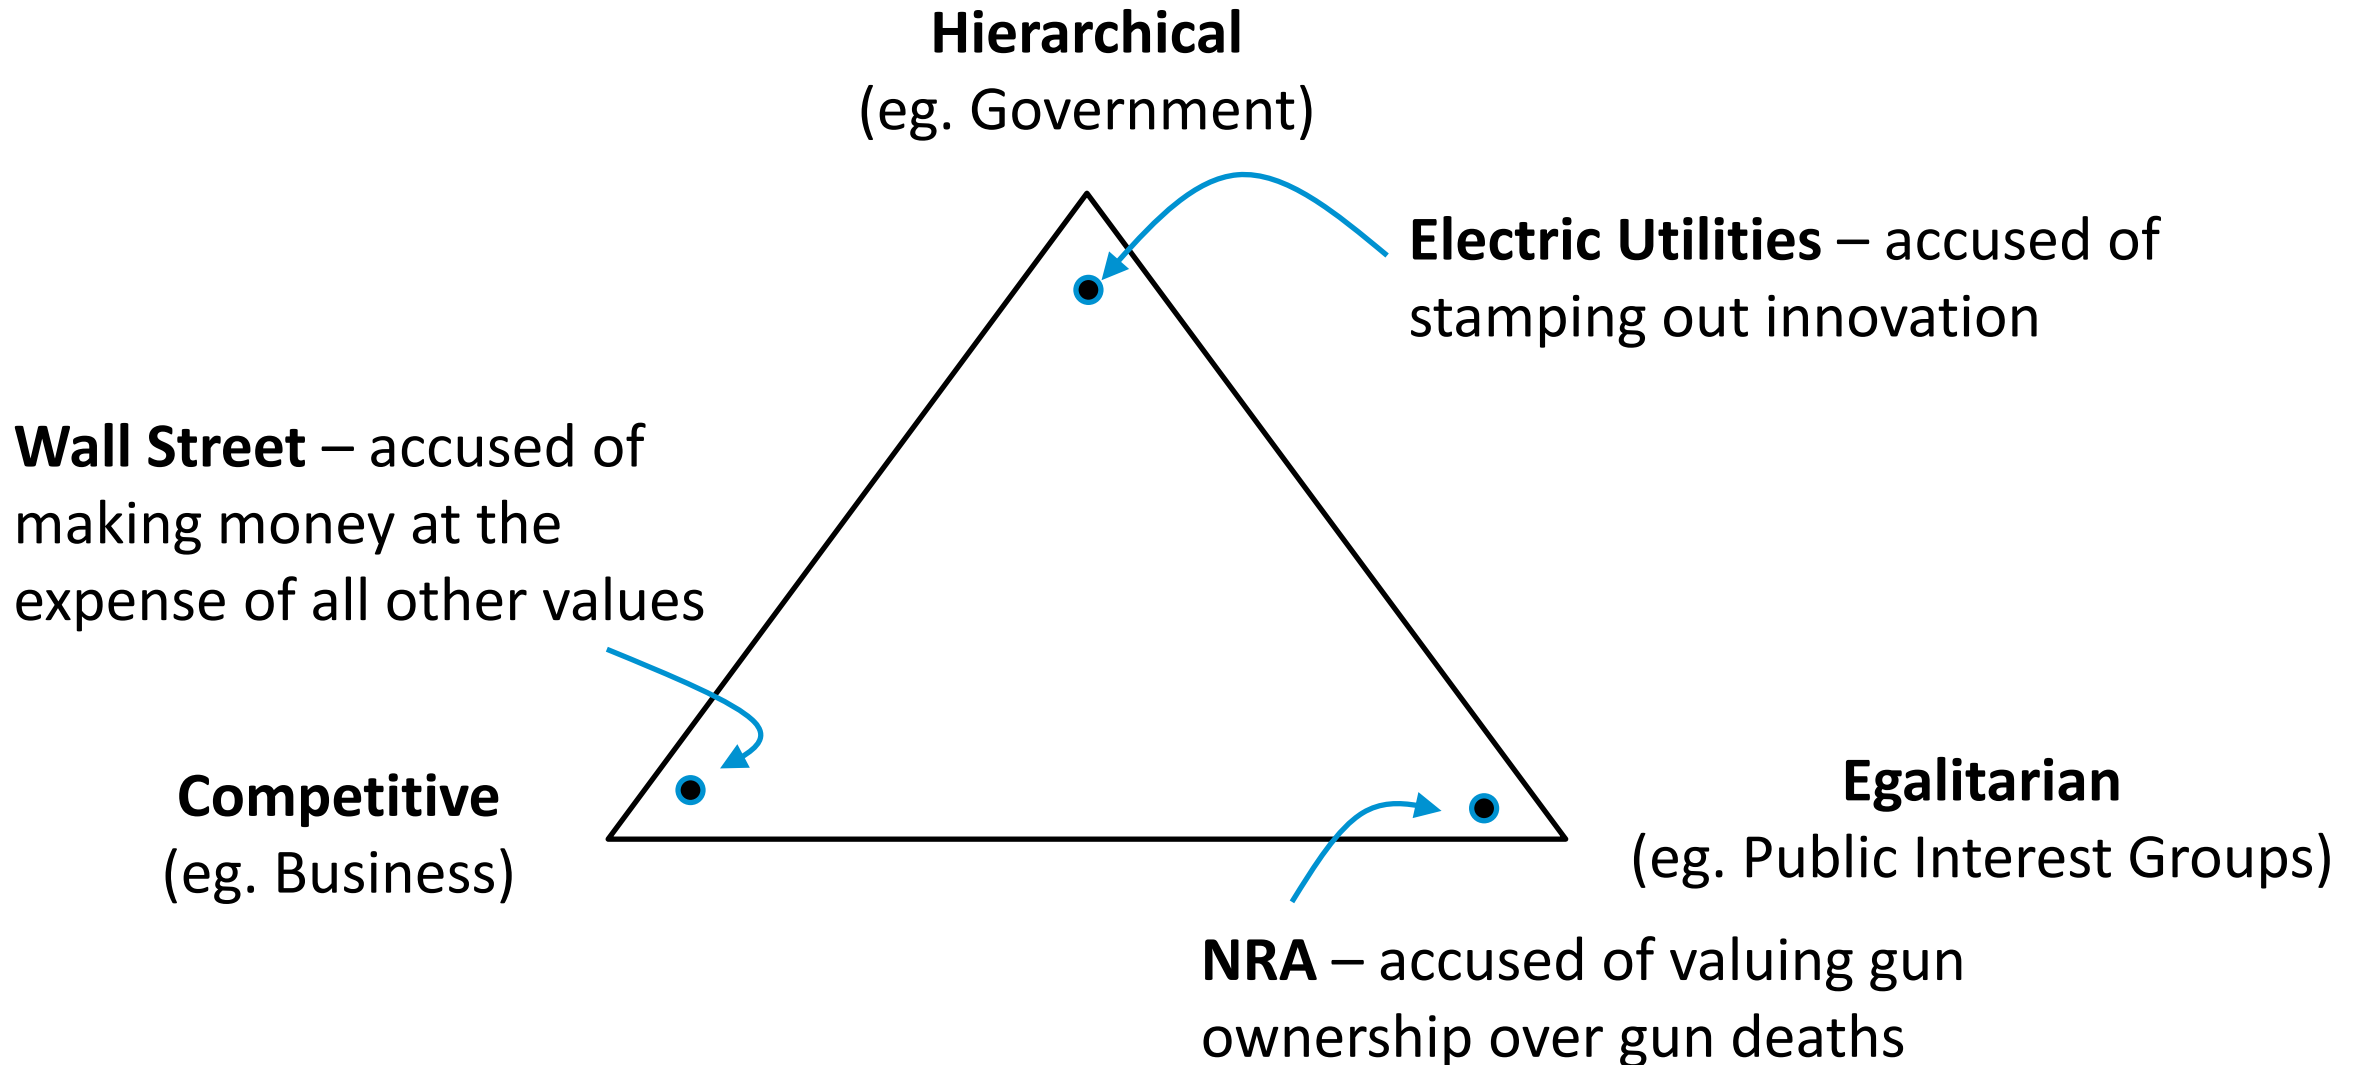 Hierarchical
(eg. Government)
Electric Utilities – accused of
stamping out innovation
Wall Street – accused of
making money at the
expense of all other values
Competitive
(eg. Business)
Egalitarian
(eg. Public Interest Groups)
NRA – accused of valuing gun
ownership over gun deaths